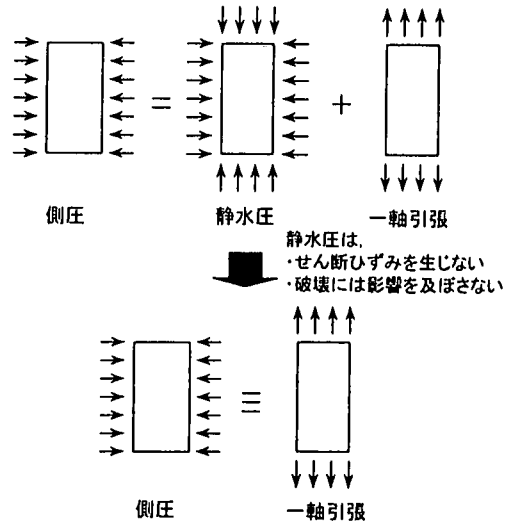 =
+
側圧
静水圧
一軸引張
静水圧は,
・せん断ひずみを生じない
・破壊には影響を及ぼさない
≡
側圧
一軸引張